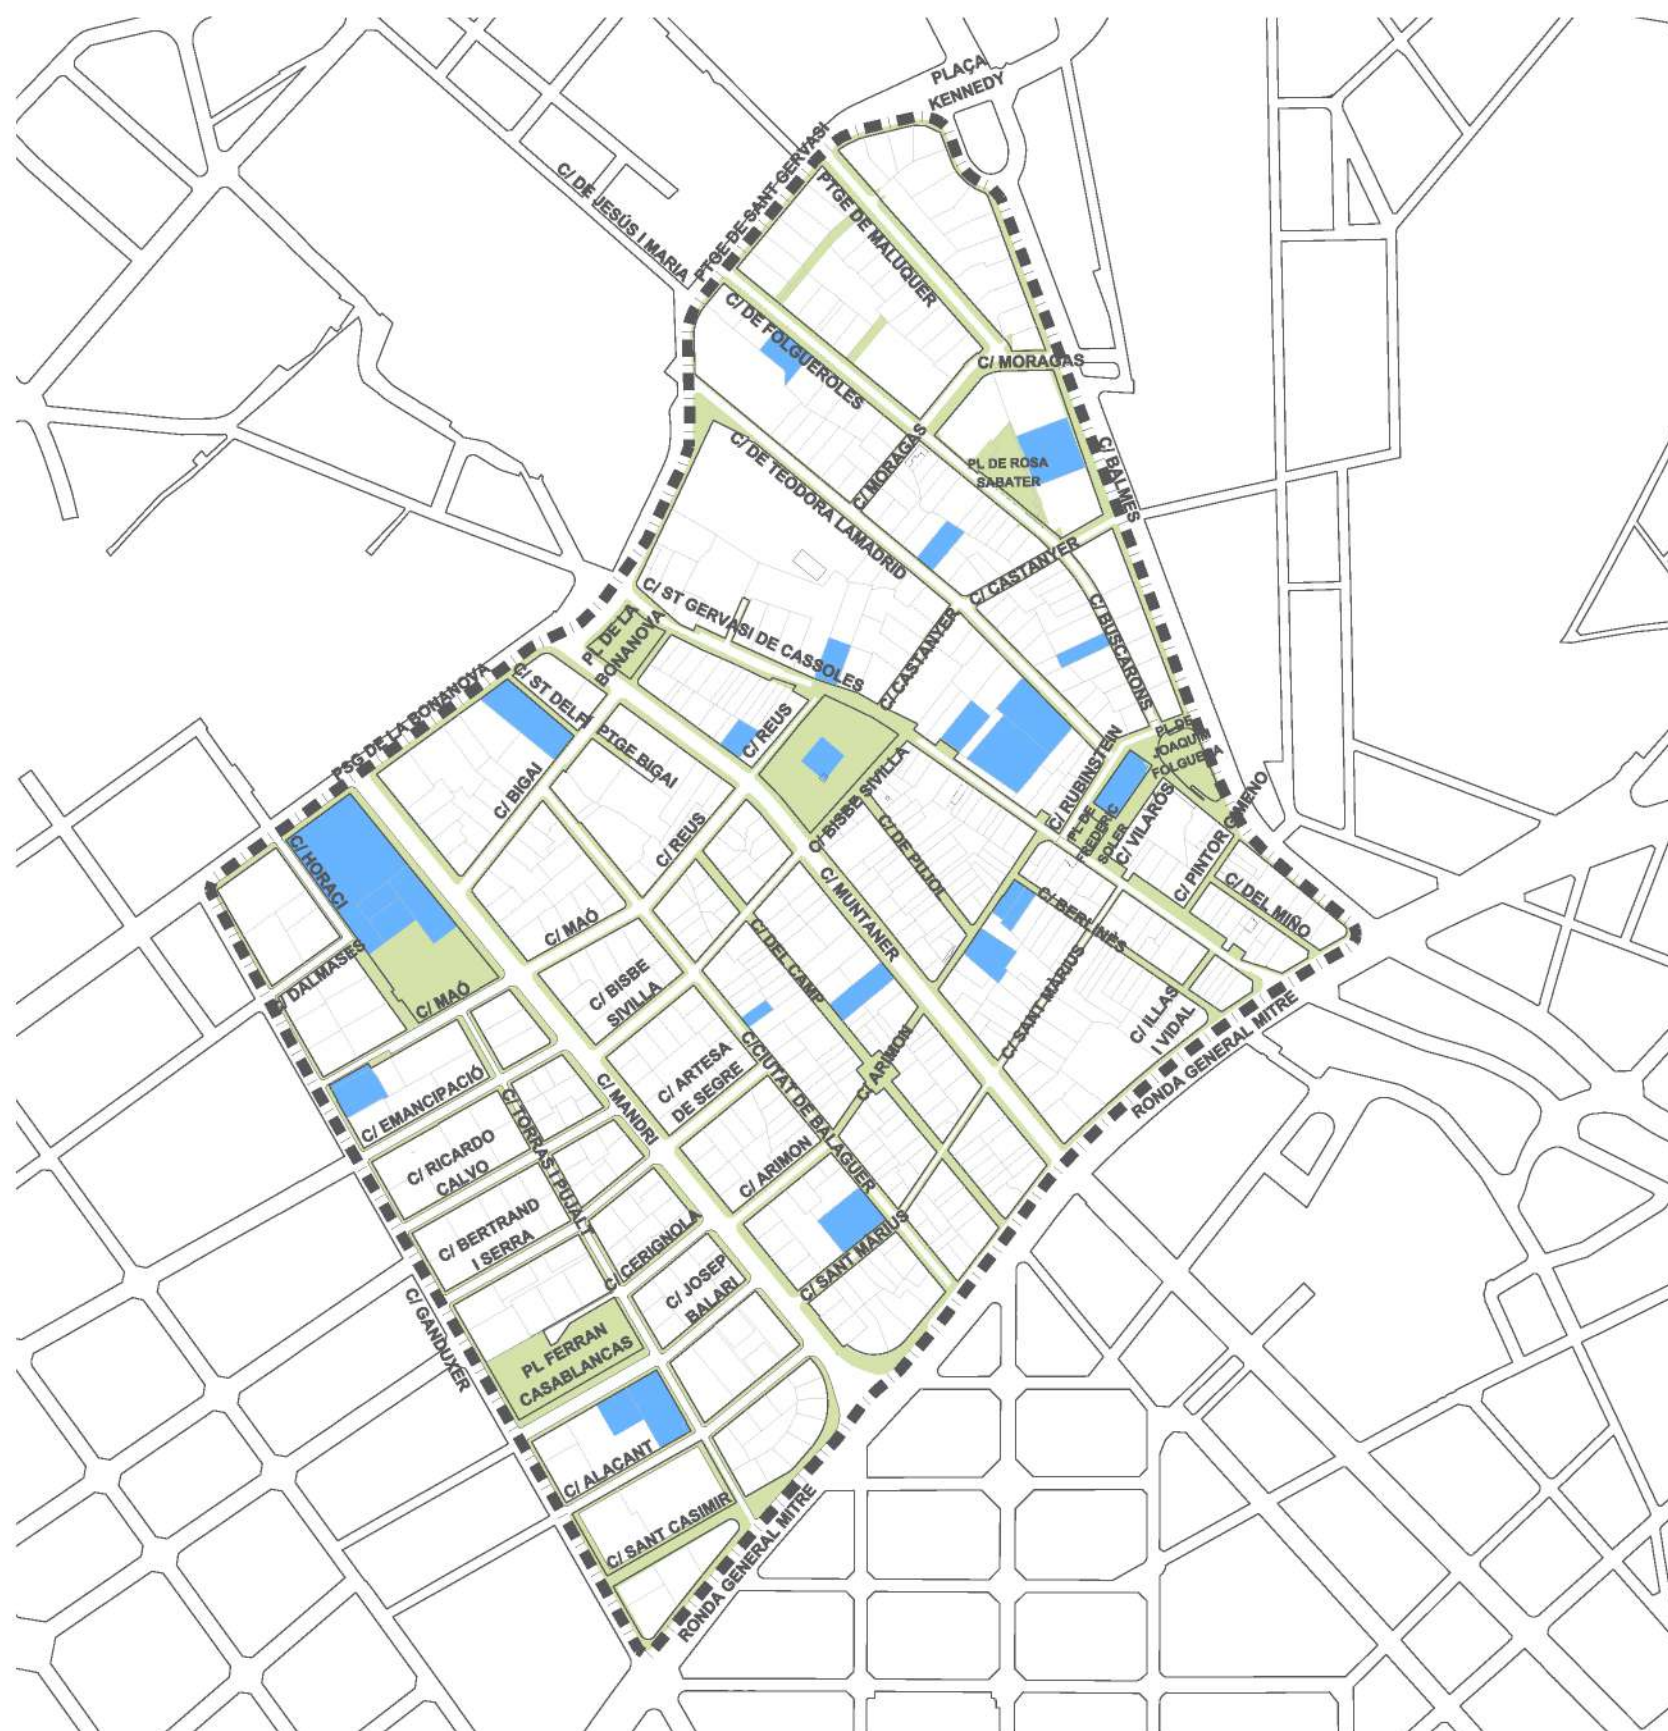 PLAÇA
KENNEDY
PTGE DE SANT GERVASI
C/ DE JESÚS I MARIA
PTGE DE MALUQUER
C/ DE FOLGUEROLES
C/ MORAGAS
C/ MORAGAS
C/ BALMES
PL DE ROSA
SABATER
C/ DE TEODORA LAMADRID
C/ CASTANYER
C/ BUSCARONS
C/ ST GERVASI DE CASSOLES
C/ CASTANYER
PL DE LA
BONANOVA
PSG DE LA BONANOVA
C/ ST DELFÍ
PTGE BIGAI
C/ REUS
C/ BIGAI
C/ REUS
C/ BISBE SIVILLA
C/ RUBINSTEIN
PL DE
JOAQUIM
FOLGUERA
PL DE
FREDERIC
SOLER
C/ VILAROS
C/ PINTOR GIMENO
C/ DEL MIÑO
C/ DE PUJOL
C/ MUNTANER
C/ BERLINÈS
C/ HORACI
C/ DALMASES
C/ MAÓ
C/ MAÓ
C/ BISBE
SIVILLA
C/ DEL CAMP
C/ SANT MÀRIUS
C/ ILLAS
I VIDAL
RONDA GENERAL MITRE
C/ EMANCIPACIÓ
C/ TORRAS I PUJALT
C/ MANDRI
C/ ARTESA
DE SEGRE
C/CIUTAT DE BALAGUER
C/ ARIMON
C/ RICARDO
CALVO
C/ ARIMON
C/ BERTRAND
I SERRA
C/ CERIGNOLA
C/ JOSEP
BALARI
C/ SANT MÀRIUS
C/ GANDUXER
PL FERRAN
CASABLANCAS
C/ ALACANT
C/ SANT CASIMIR
RONDA GENERAL MITRE